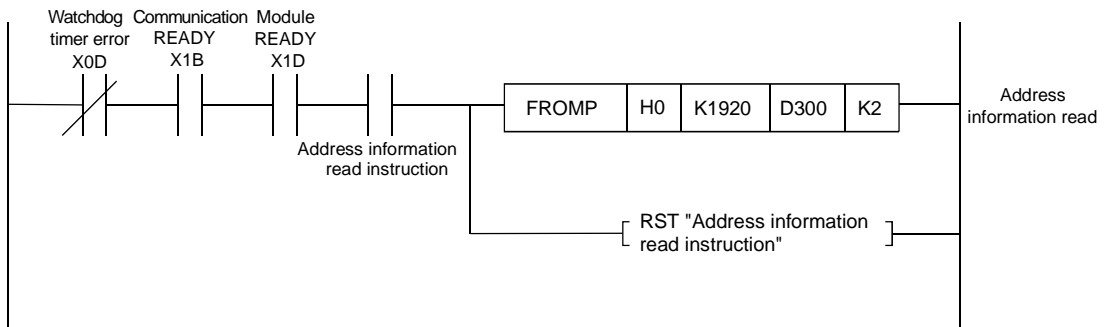 Watchdog
timer error
X0D
Communication
READY
X1B
Module
READY
X1D
Address information
read instruction
FROMP H0 K1920 D300 K2
Address
information read
RST "Address information
read instruction"